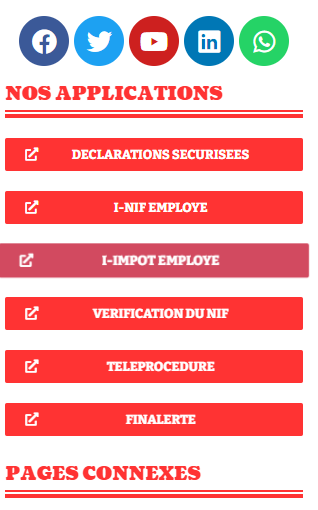 NOS APPLICATIONS
DECLARATIONS SECURISEES
I-NIF EMPLOYE
I-IMPOT EMPLOYE
VERIFICATION DU NIF
TELEPROCEDURE
FINALERTE
PAGES CONNEXES